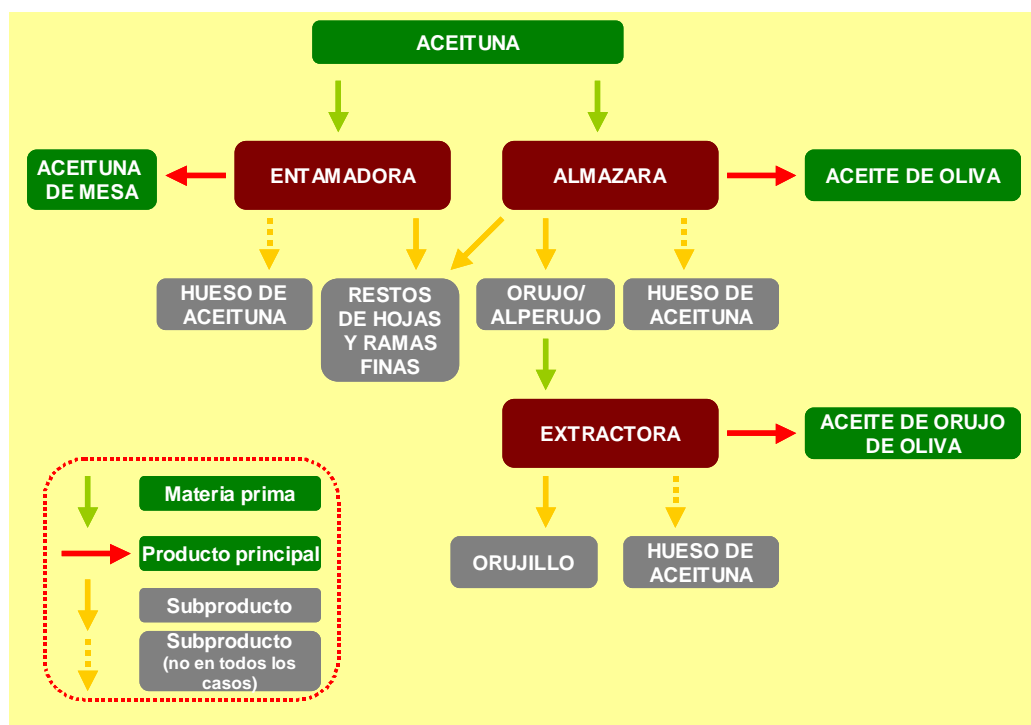 ACEITUNA
ACEITUNA
DE MESA
ENTAMADORA
ALMAZARA
ACEITE DE OLIVA
HUESO DE
ACEITUNA
RESTOS
DE HOJAS
Y RAMAS
FINAS
ORUJO/
ALPERUJO
HUESO DE
ACEITUNA
EXTRACTORA
ACEITE DE ORUJO
DE OLIVA
ORUJILLO
HUESO DE
ACEITUNA
Materia prima
Producto principal
Subproducto
Subproducto
(no en todos los
casos)